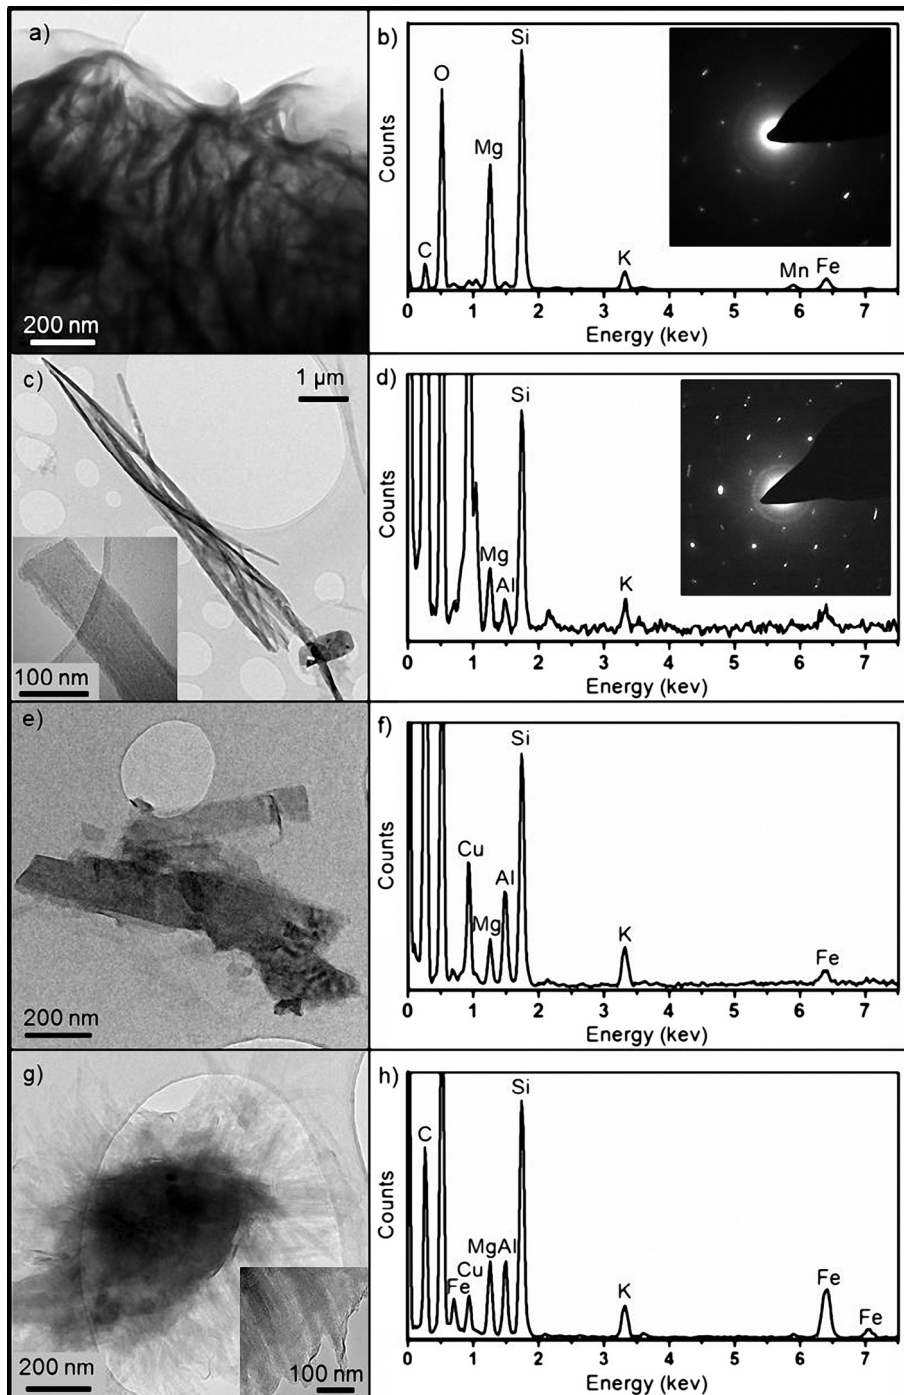 a)
200 nm
b)
Counts
O
Si
Mg
C
K
Mn
Fe
0 1 2 3 4 5 6 7
Energy (kev)
c)
1 µm
100 nm
d)
Counts
Si
Mg
Al
K
0 1 2 3 4 5 6 7
Energy (kev)
e)
200 nm
f)
Counts
Si
Cu
Al
Mg
K
Fe
0 1 2 3 4 5 6 7
Energy (kev)
g)
200 nm
100 nm
h)
Counts
Si
C
Mg Al
Cu
Fe
K
Fe
Fe
0 1 2 3 4 5 6 7
Energy (kev)